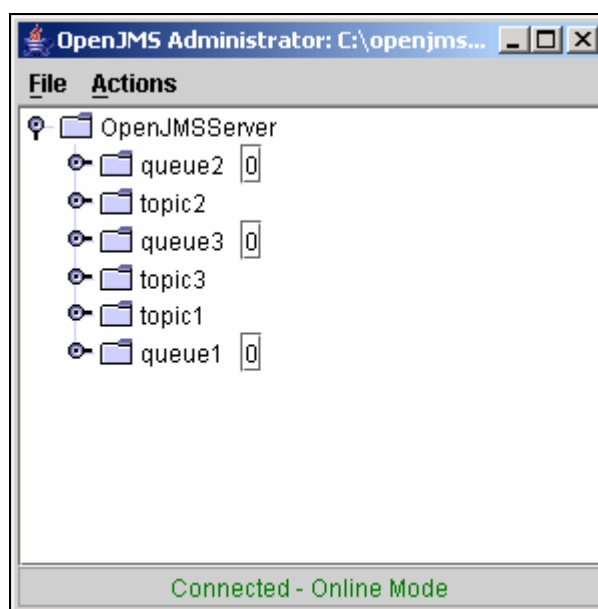 OpenJMS Administrator: C:\openjms...
File Actions
OpenJMSServer
queue2 0
topic2
queue3 0
topic3
topic1
queue1 0
Connected - Online Mode